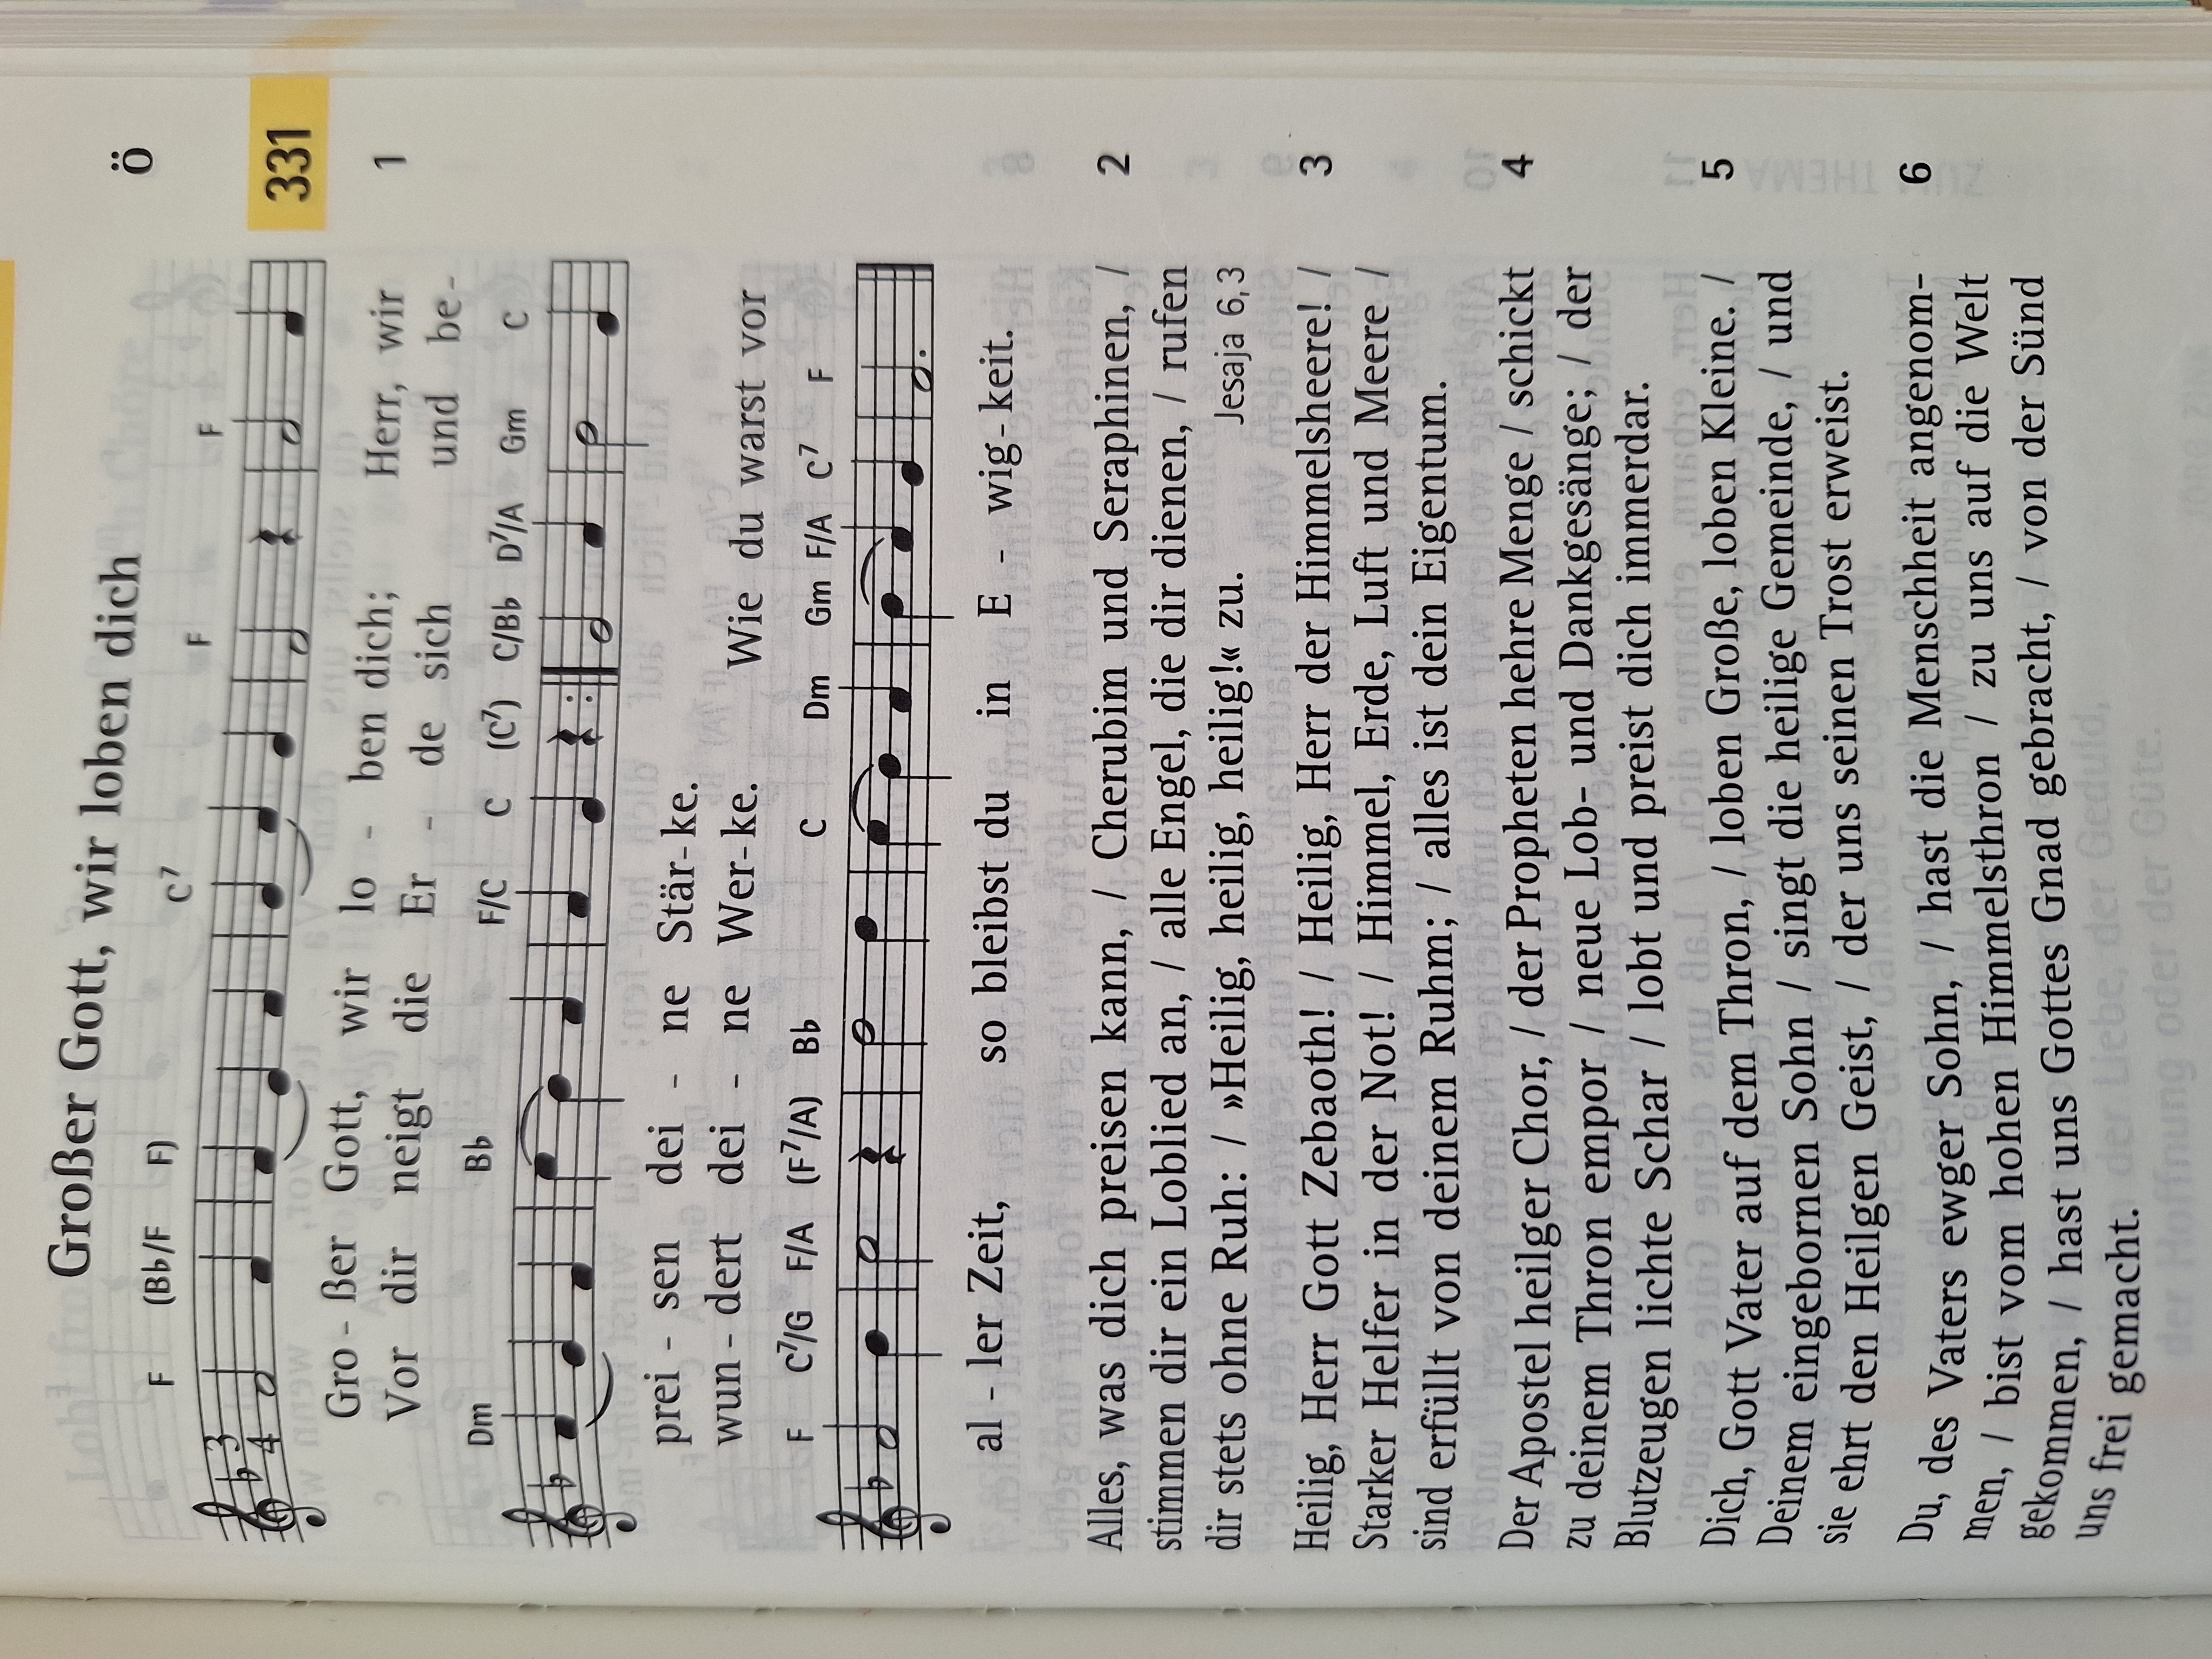 Großer Gott, wir loben dich
ö
F (B♭/F F) C⁷ F F
3
4
331
Gro - ßer Gott, wir lo - ben dich; Herr, wir
1
Vor dir neigt die Er - de sich und be-
Dm B♭ F/C C (C⁷) C/B♭ D⁷/A Gm C
prei - sen dei - ne Stär- ke.
wun - dert dei - ne Wer- ke. Wie du warst vor
F C⁷/G F/A (F⁷/A) B♭ C Dm Gm F/A C⁷ F
al - ler Zeit, so bleibst du in E - wig- keit.
Alles, was dich preisen kann, / Cherubim und Seraphinen, / 2
stimmen dir ein Loblied an, / alle Engel, die dir dienen, / rufen
dir stets ohne Ruh: / »Heilig, heilig, heilig!« zu. Jesaja 6,3
Heilig, Herr Gott Zebaoth! / Heilig, Herr der Himmelsheere! / 3
Starker Helfer in der Not! / Himmel, Erde, Luft und Meere /
sind erfüllt von deinem Ruhm; / alles ist dein Eigentum.
Der Apostel heilger Chor, / der Propheten hehre Menge / schickt 4
zu deinem Thron empor / neue Lob- und Dankgesänge; / der
Blutzeugen lichte Schar / lobt und preist dich immerdar.
Dich, Gott Vater auf dem Thron, / loben Große, loben Kleine. / 5
Deinem eingebornen Sohn / singt die heilige Gemeinde, / und
sie ehrt den Heilgen Geist, / der uns seinen Trost erweist.
Du, des Vaters ewger Sohn, / hast die Menschheit angenom- 6
men, / bist vom hohen Himmelsthron / zu uns auf die Welt
gekommen, / hast uns Gottes Gnad gebracht, / von der Sünd
uns frei gemacht.